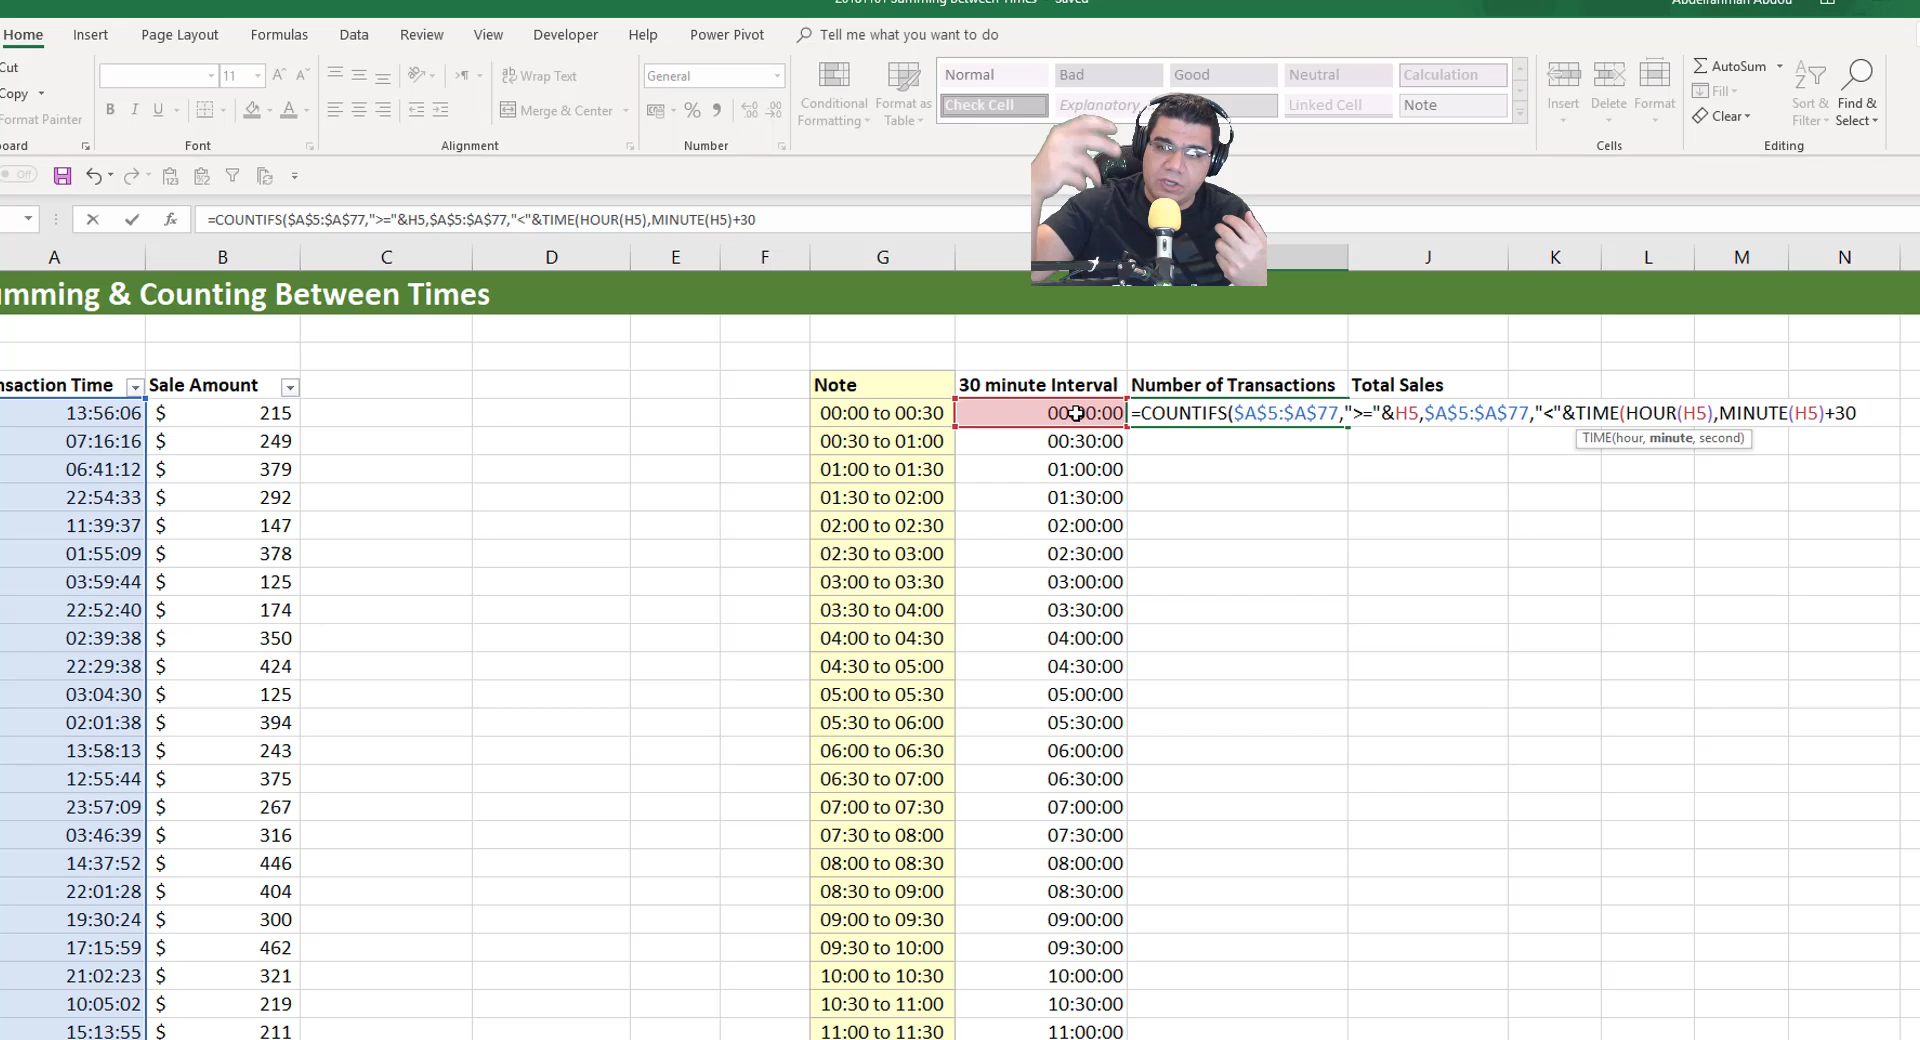 Saved
Home Insert Page Layout Formulas Data Review View Developer Help Power Pivot Tell me what you want to do
Cut 11 Wrap Text General Normal Bad Good Neutral Calculation AutoSum
Copy Conditional Format as Insert Delete Format Fill Sort & Find &
Format Painter Merge & Center Formatting Table Check Cell Explanatory Linked Cell Note Clear Filter Select
Font Alignment Number Cells Editing
Off
=COUNTIFS($A$5:$A$77,">="&H5,$A$5:$A$77,"<"&TIME(HOUR(H5),MINUTE(H5)+30
A B C D E F G J K L M N
mming & Counting Between Times
nsaction Time Sale Amount Note 30 minute Interval Number of Transactions Total Sales
13:56:06 $ 215 00:00 to 00:30 =COUNTIFS($A$5:$A$77,">="&H5,$A$5:$A$77,"<"&TIME(HOUR(H5),MINUTE(H5)+30
TIME(hour, minute, second)
07:16:16 $ 249 00:30 to 01:00 00:30:00
06:41:12 $ 379 01:00 to 01:30 01:00:00
22:54:33 $ 292 01:30 to 02:00 01:30:00
11:39:37 $ 147 02:00 to 02:30 02:00:00
01:55:09 $ 378 02:30 to 03:00 02:30:00
03:59:44 $ 125 03:00 to 03:30 03:00:00
22:52:40 $ 174 03:30 to 04:00 03:30:00
02:39:38 $ 350 04:00 to 04:30 04:00:00
22:29:38 $ 424 04:30 to 05:00 04:30:00
03:04:30 $ 125 05:00 to 05:30 05:00:00
02:01:38 $ 394 05:30 to 06:00 05:30:00
13:58:13 $ 243 06:00 to 06:30 06:00:00
12:55:44 $ 375 06:30 to 07:00 06:30:00
23:57:09 $ 267 07:00 to 07:30 07:00:00
03:46:39 $ 316 07:30 to 08:00 07:30:00
14:37:52 $ 446 08:00 to 08:30 08:00:00
22:01:28 $ 404 08:30 to 09:00 08:30:00
19:30:24 $ 300 09:00 to 09:30 09:00:00
17:15:59 $ 462 09:30 to 10:00 09:30:00
21:02:23 $ 321 10:00 to 10:30 10:00:00
10:05:02 $ 219 10:30 to 11:00 10:30:00
15:13:55 $ 211 11:00 to 11:30 11:00:00